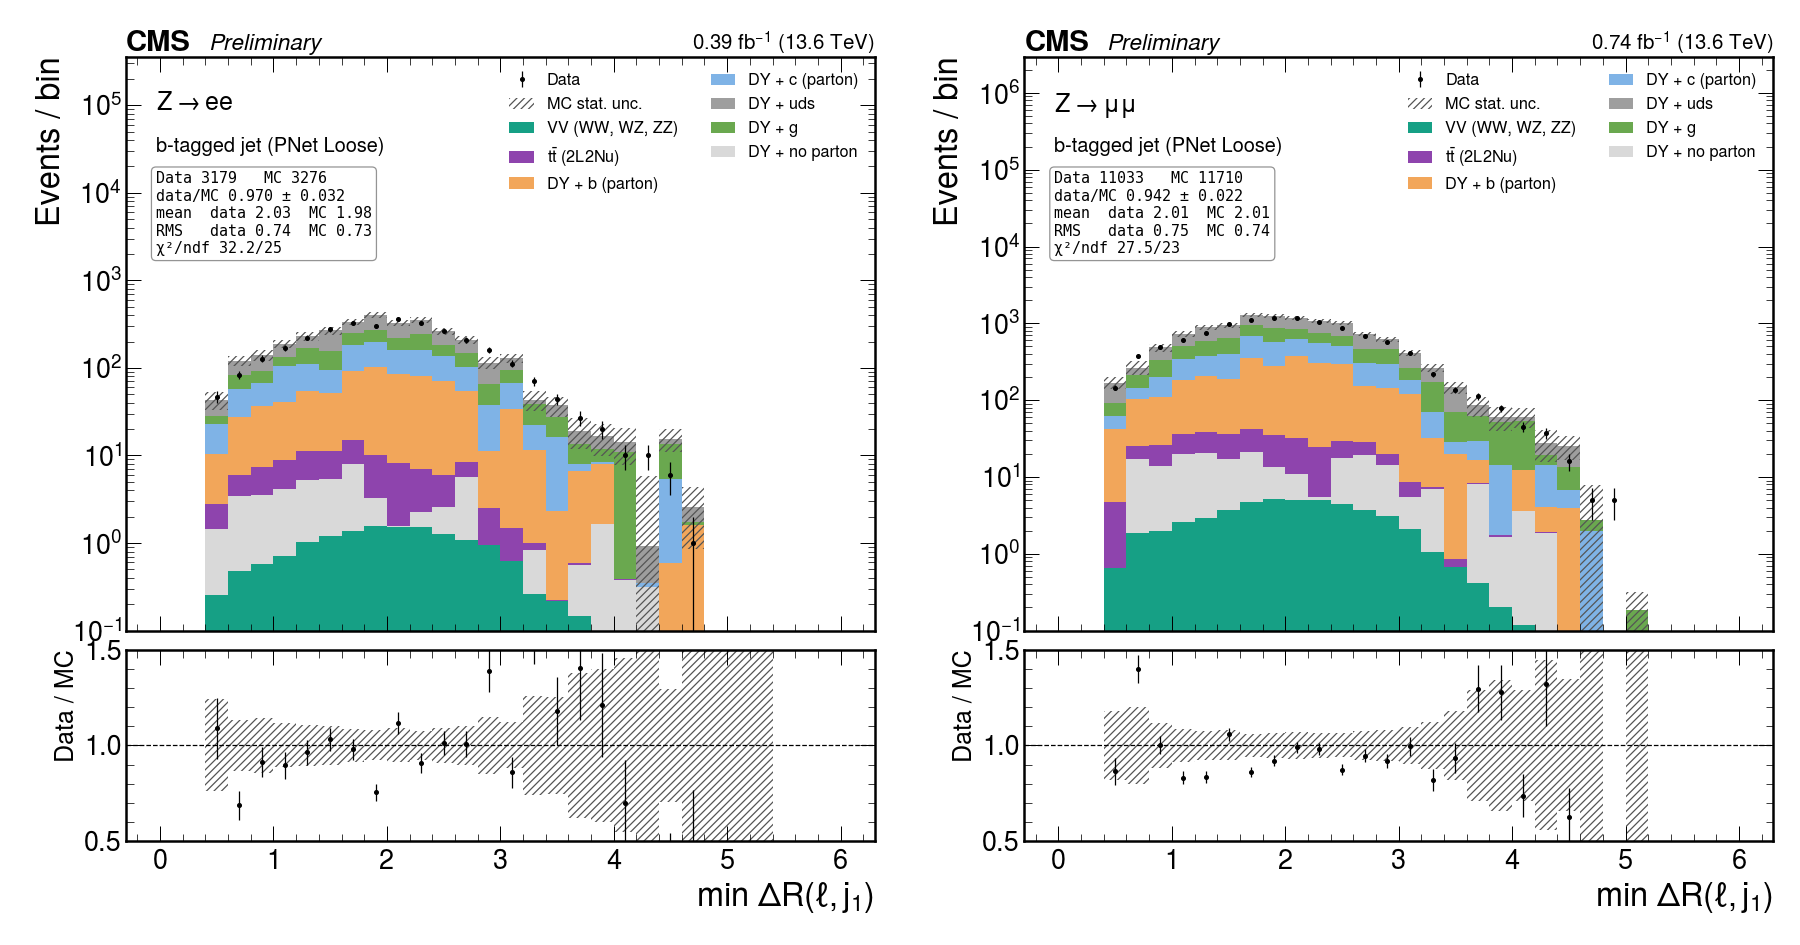 CMS Preliminary 0.39 fb⁻¹ (13.6 TeV)
Events / bin
Z → ee
b-tagged jet (PNet Loose)
Data 3179 MC 3276
data/MC 0.970 ± 0.032
mean data 2.03 MC 1.98
RMS data 0.74 MC 0.73
χ²/ndf 32.2/25
Data
MC stat. unc.
VV (WW, WZ, ZZ)
tt̄ (2L2Nu)
DY + b (parton)
DY + c (parton)
DY + uds
DY + g
DY + no parton
10⁵
10⁴
10³
10²
10¹
10⁰
10⁻¹
Data / MC
1.5
1.0
0.5
0 1 2 3 4 5 6
min ΔR(ℓ, j₁)
CMS Preliminary 0.74 fb⁻¹ (13.6 TeV)
Events / bin
Z → μμ
b-tagged jet (PNet Loose)
Data 11033 MC 11710
data/MC 0.942 ± 0.022
mean data 2.01 MC 2.01
RMS data 0.75 MC 0.74
χ²/ndf 27.5/23
Data
MC stat. unc.
VV (WW, WZ, ZZ)
tt̄ (2L2Nu)
DY + b (parton)
DY + c (parton)
DY + uds
DY + g
DY + no parton
10⁶
10⁵
10⁴
10³
10²
10¹
10⁰
10⁻¹
Data / MC
1.5
1.0
0.5
0 1 2 3 4 5 6
min ΔR(ℓ, j₁)